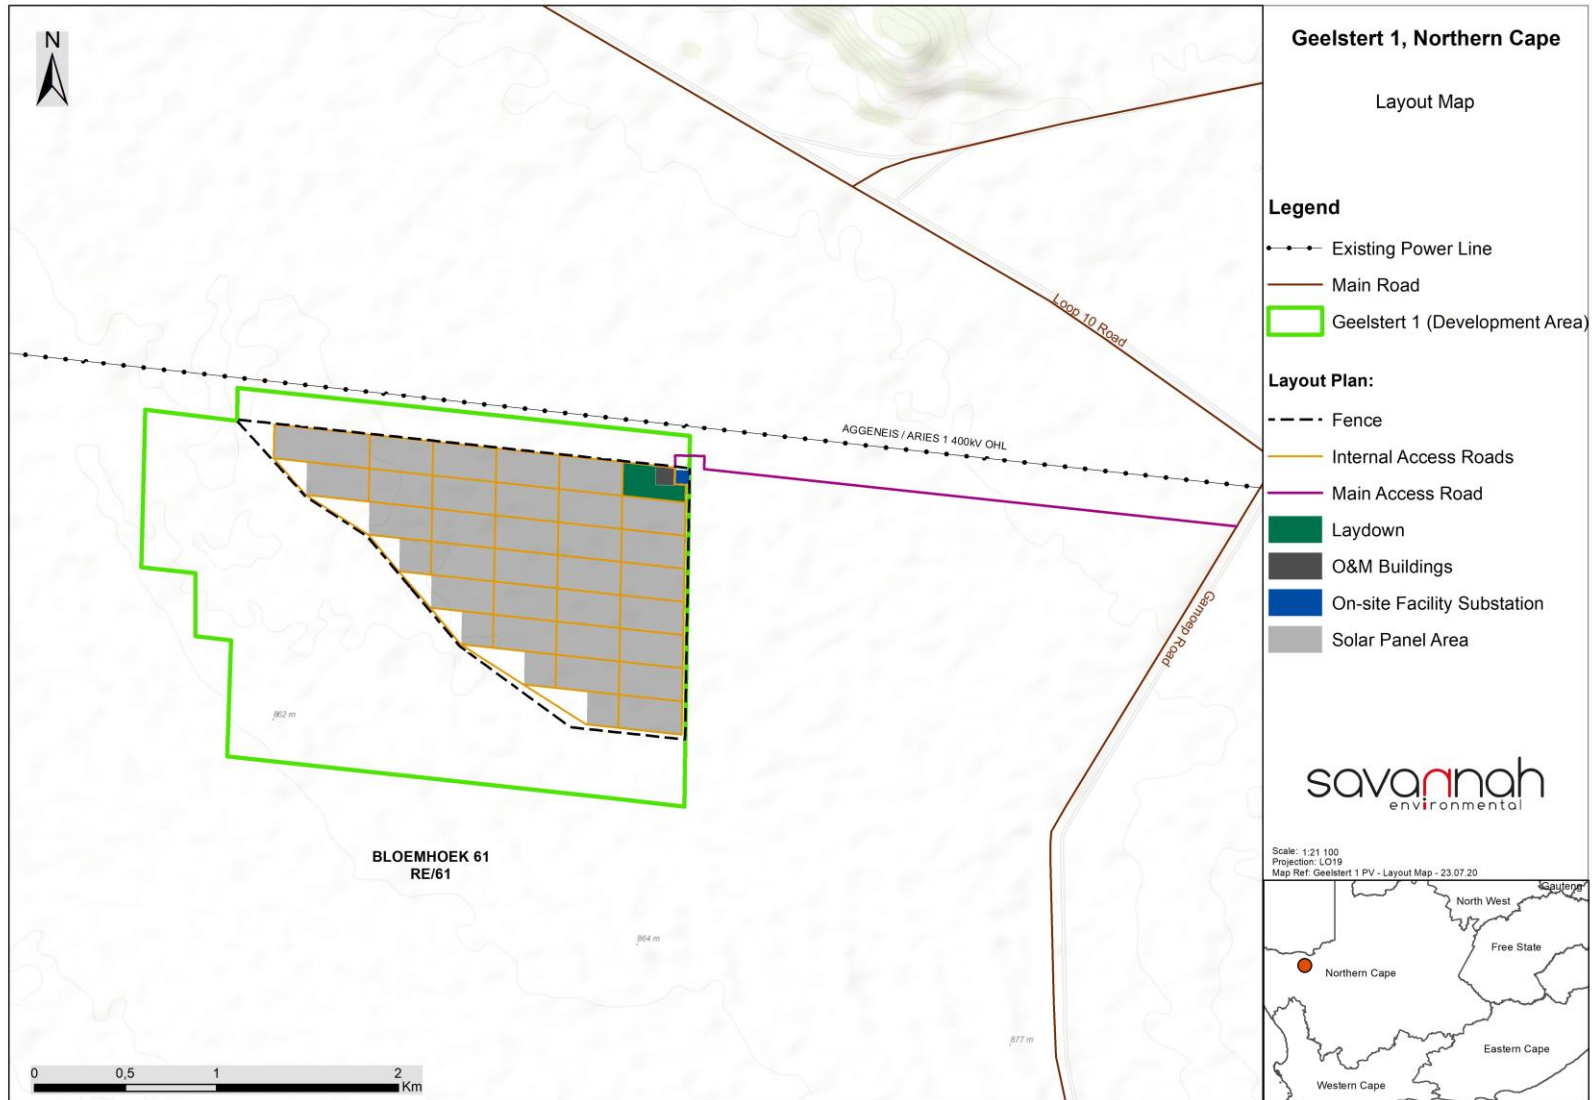 N
Loop 10 Road
AGGENEIS / ARIES 1 400kV OHL
Gamoep Road
862 m
BLOEMHOEK 61
RE/61
864 m
877 m
0 0,5 1 2
Km
Geelstert 1, Northern Cape
Layout Map
Legend
Existing Power Line
Main Road
Geelstert 1 (Development Area)
Layout Plan:
Fence
Internal Access Roads
Main Access Road
Laydown
O&M Buildings
On-site Facility Substation
Solar Panel Area
savannah
environmental
Scale: 1:21 100
Projection: LO19
Map Ref: Geelstert 1 PV - Layout Map - 23.07.20
Gauteng
North West
Free State
Northern Cape
Eastern Cape
Western Cape